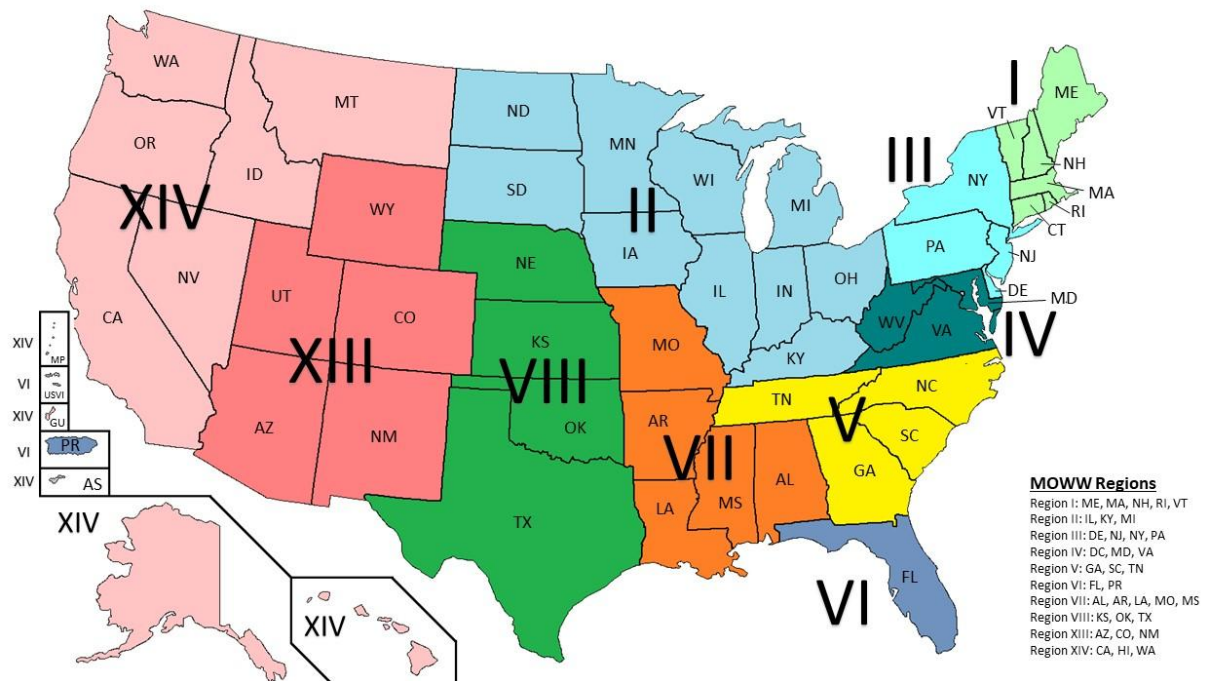 I
WA
MT
ME
VT
ND
OR
MN
III
NH
ID
WI
NY
MA
SD
II
MI
RI
XIV
WY
CT
IA
PA
NJ
NE
OH
NV
UT
IL
IN
DE
MD
CA
CO
WV
VA
IV
XIV
MP
KS
MO
KY
XIII
VIII
VI
USVI
NC
TN
XIV
GU
AZ
NM
OK
AR
V
SC
VI
PR
VII
GA
XIV
AS
MS
AL
LA
TX
XIV
FL
VI
XIV
MOWW Regions
Region I: ME, MA, NH, RI, VT
Region II: IL, KY, MI
Region III: DE, NJ, NY, PA
Region IV: DC, MD, VA
Region V: GA, SC, TN
Region VI: FL, PR
Region VII: AL, AR, LA, MO, MS
Region VIII: KS, OK, TX
Region XIII: AZ, CO, NM
Region XIV: CA, HI, WA